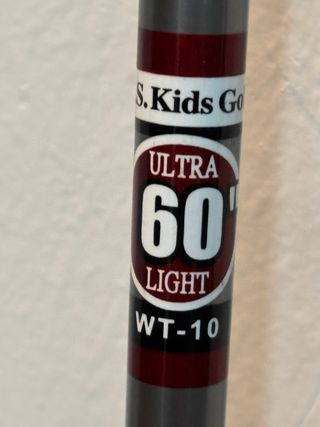 S. Kids Go
ULTRA
60"
LIGHT
WT-10